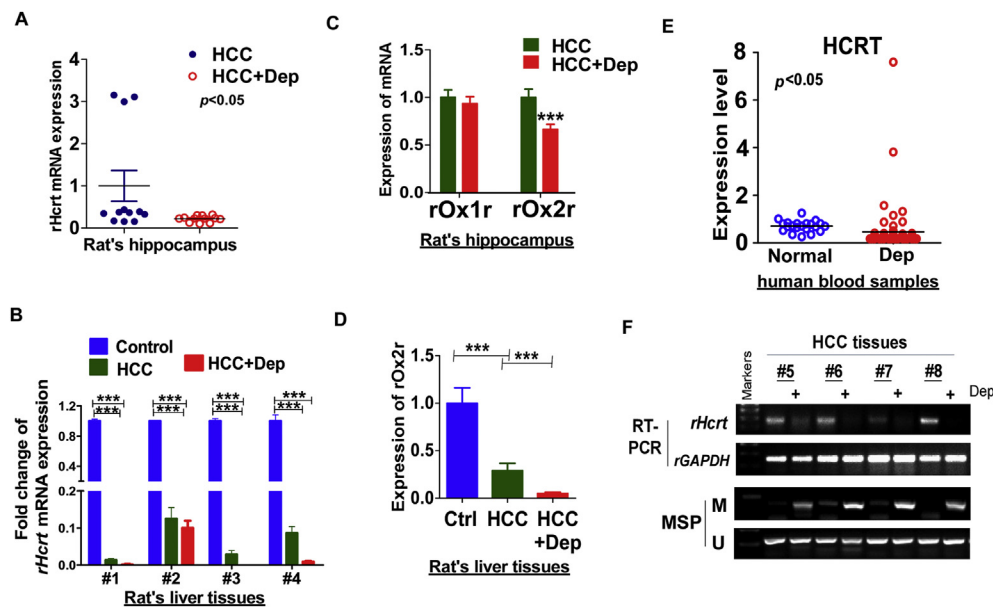 A
HCC
HCC+Dep
p<0.05
rHcrt mRNA expression
4
3
2
1
0
Rat's hippocampus
B
Control
HCC
HCC+Dep
*** *** *** ***
*** *** *** ***
Fold change of
rHcrt mRNA expression
1.0
0.8
0.6
0.4
0.2
0.1
0.0
#1 #2 #3 #4
Rat's liver tissues
C
HCC
HCC+Dep
Expression of mRNA
1.5
1.0
0.5
0.0
***
rOx1r rOx2r
Rat's hippocampus
D
*** ***
Expression of rOx2r
1.5
1.0
0.5
0.0
Ctrl HCC HCC
+Dep
Rat's liver tissues
E
HCRT
p<0.05
Expression level
8
6
4
2
0
Normal Dep
human blood samples
F
HCC tissues
Markers
#5 #6 #7 #8
+ + + + Dep
RT-
PCR
rHcrt
rGAPDH
MSP
M
U